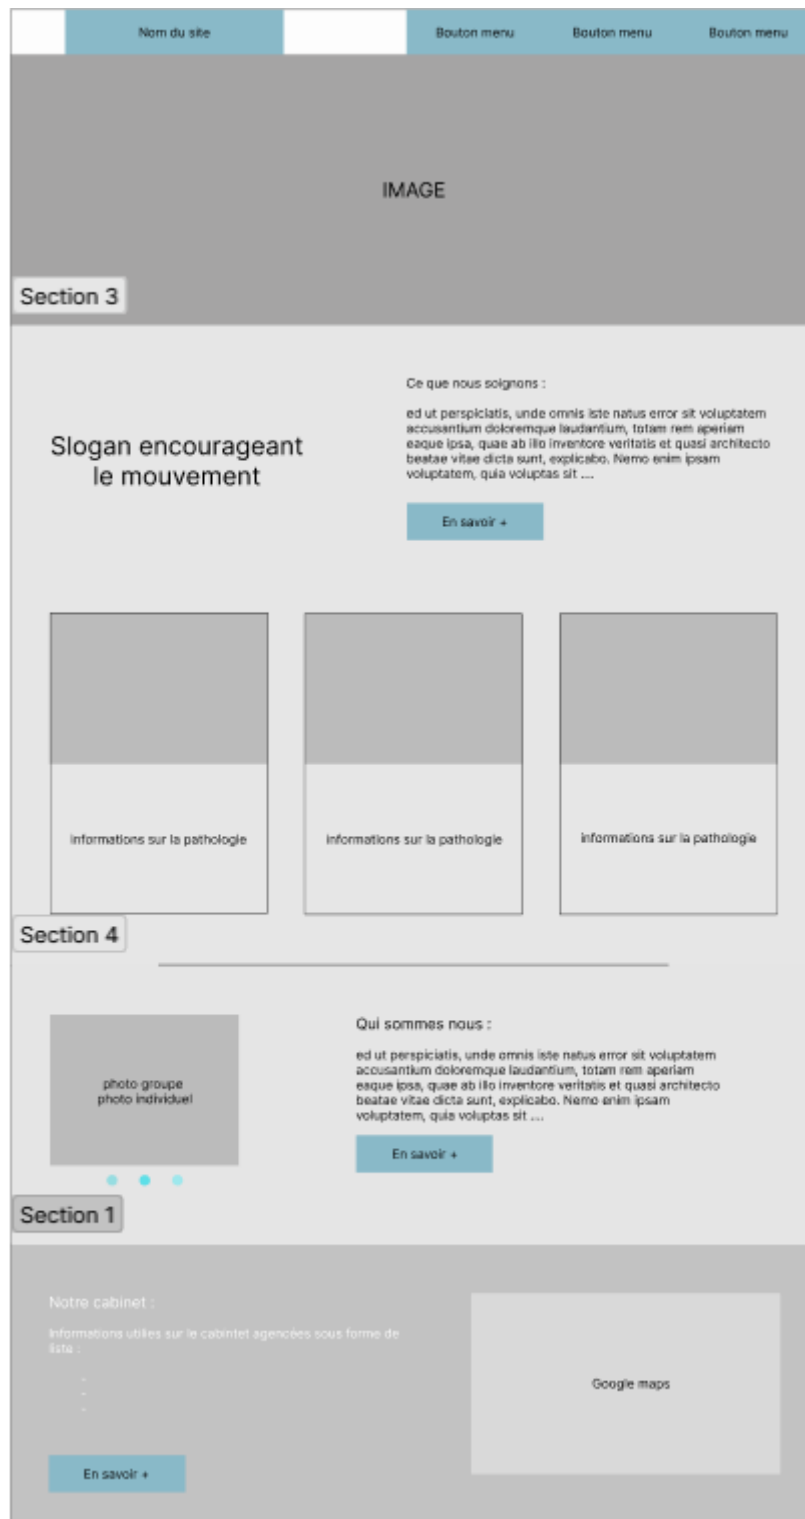 Nom du site
Bouton menu
Bouton menu
Bouton menu
IMAGE
Section 3
Slogan encourageant
le mouvement
Ce que nous soignons :
ed ut perspiciatis, unde omnis iste natus error sit voluptatem
accusantium doloremque laudantium, totam rem aperiam
eaque ipsa, quae ab illo inventore veritatis et quasi architecto
beatae vitae dicta sunt, explicabo. Nemo enim ipsam
voluptatem, quia voluptas sit ....
En savoir +
informations sur la pathologie
informations sur la pathologie
informations sur la pathologie
Section 4
photo groupe
photo individuel
Qui sommes nous :
ed ut perspiciatis, unde omnis iste natus error sit voluptatem
accusantium doloremque laudantium, totam rem aperiam
eaque ipsa, quae ab illo inventore veritatis et quasi architecto
beatae vitae dicta sunt, explicabo. Nemo enim ipsam
voluptatem, quia voluptas sit ....
En savoir +
Section 1
Notre cabinet :
Informations utilies sur le cabintet agencées sous forme de
liste :
-
-
-
En savoir +
Google maps